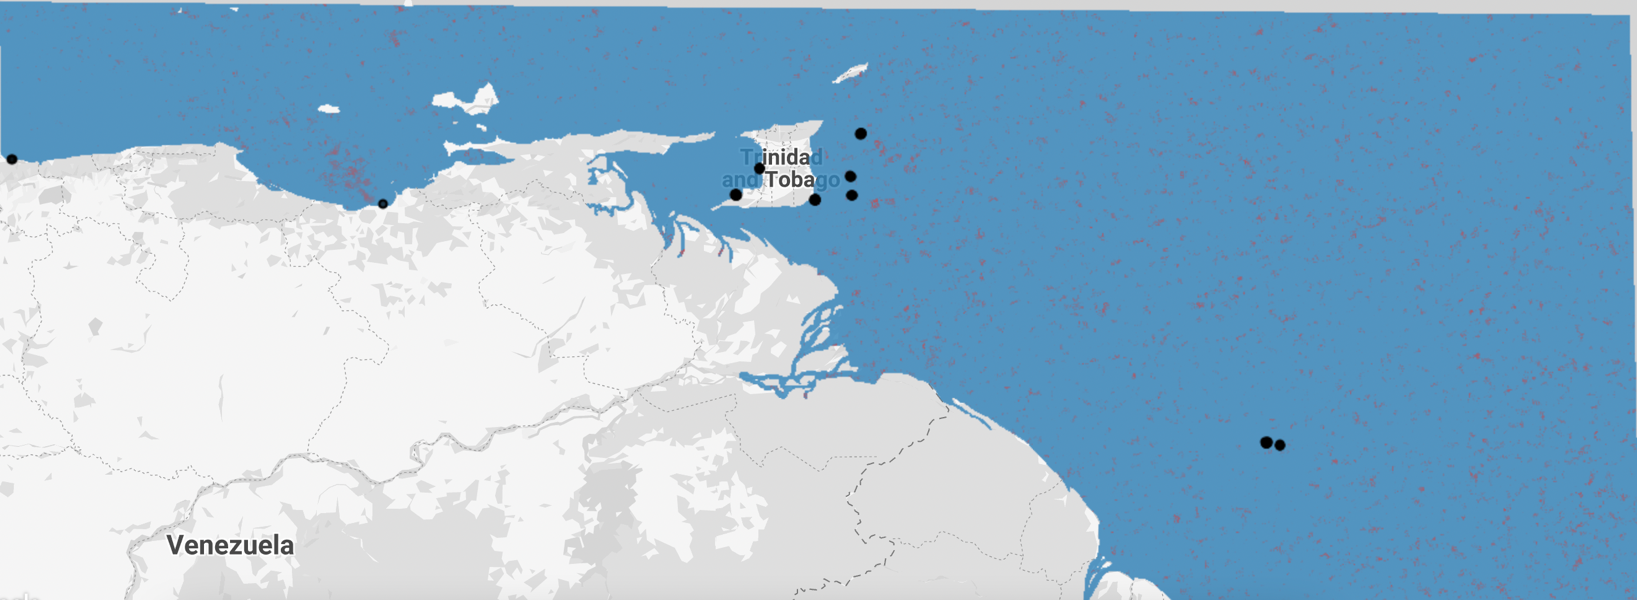 Trinidad
and Tobago
Venezuela